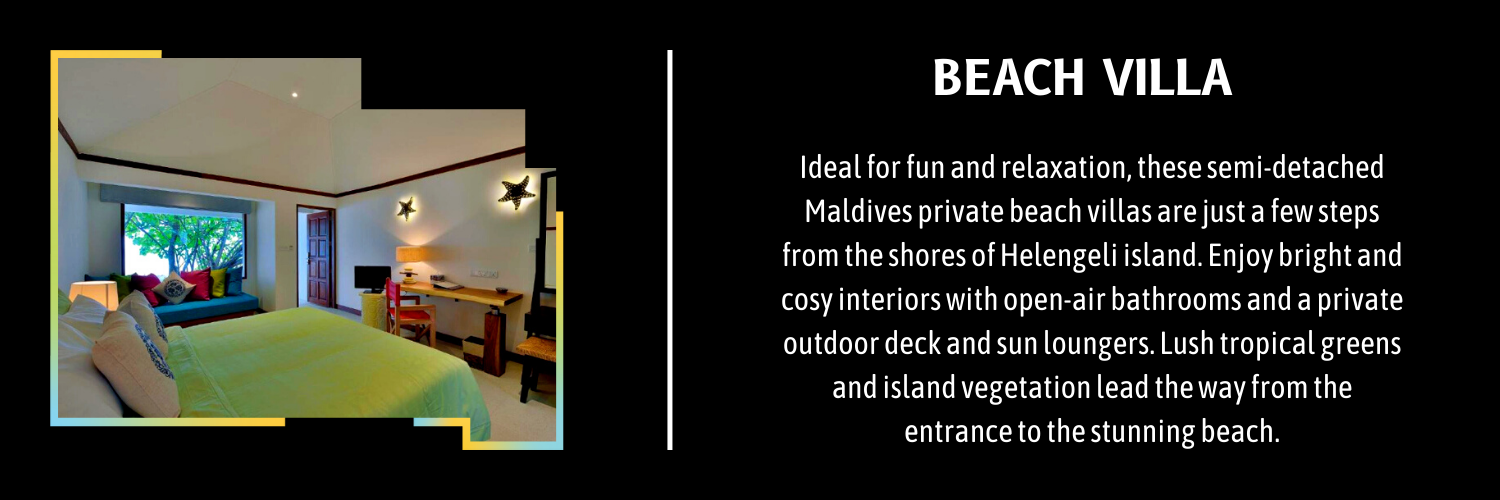 BEACH VILLA
Ideal for fun and relaxation, these semi-detached
Maldives private beach villas are just a few steps
from the shores of Helengeli island. Enjoy bright and
cosy interiors with open-air bathrooms and a private
outdoor deck and sun loungers. Lush tropical greens
and island vegetation lead the way from the
entrance to the stunning beach.